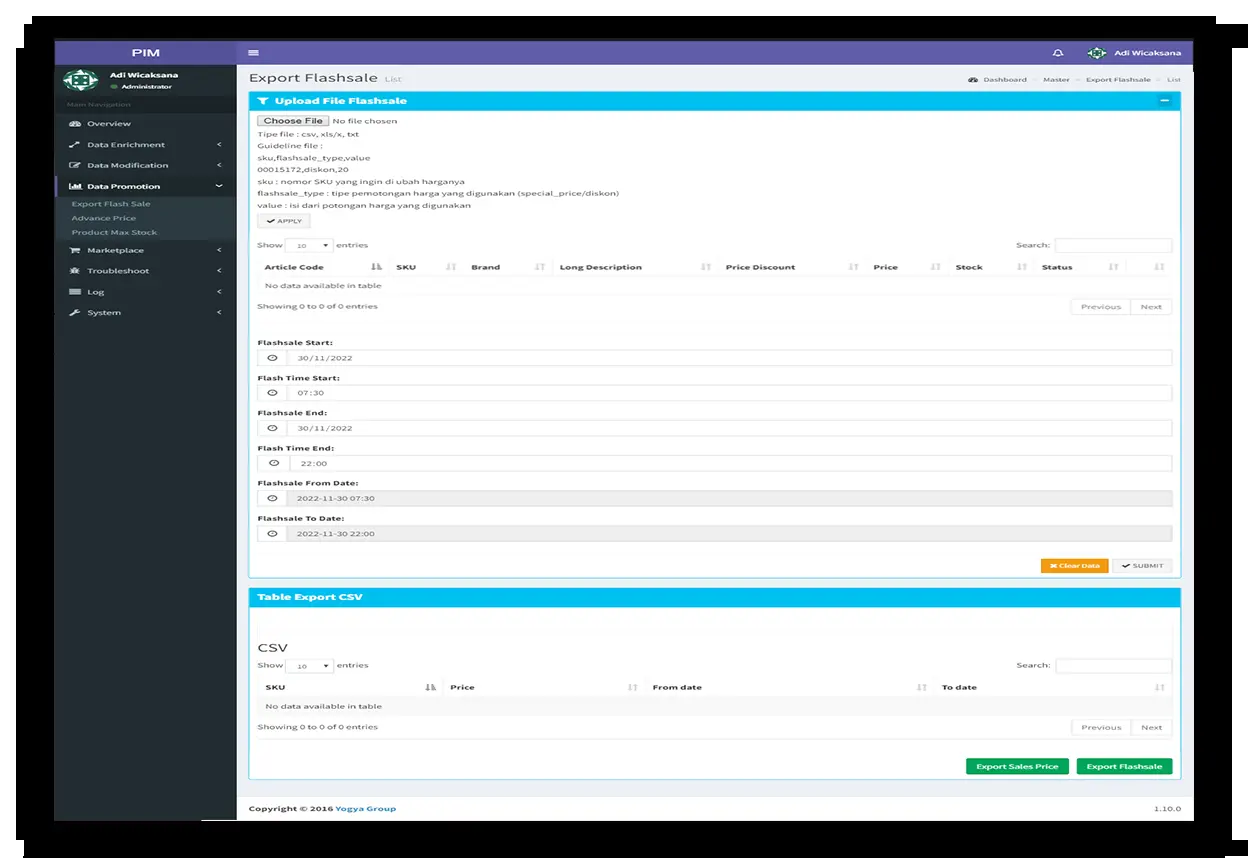 PIM
Adi Wicaksana
Adi Wicaksana
Administrator
Main Navigation
Overview
Data Enrichment
Data Modification
Data Promotion
Export Flash Sale
Advance Price
Product Max Stock
Marketplace
Troubleshoot
Log
System
Export Flashsale List
Dashboard Master Export Flashsale List
Upload File Flashsale
Choose File No file chosen
Tipe file : csv, xls/x, txt
Guideline file :
sku,flashsale_type,value
00015172,diskon,20
sku : nomor SKU yang ingin di ubah harganya
flashsale_type : tipe pemotongan harga yang digunakan (special_price/diskon)
value : isi dari potongan harga yang digunakan
APPLY
Show 10 entries Search:
Article Code SKU Brand Long Description Price Discount Price Stock Status
No data available in table
Showing 0 to 0 of 0 entries Previous Next
Flashsale Start:
30/11/2022
Flash Time Start:
07:30
Flashsale End:
30/11/2022
Flash Time End:
22:00
Flashsale From Date:
2022-11-30 07:30
Flashsale To Date:
2022-11-30 22:00
Clear Data SUBMIT
Table Export CSV
CSV
Show 10 entries Search:
SKU Price From date To date
No data available in table
Showing 0 to 0 of 0 entries Previous Next
Export Sales Price Export Flashsale
Copyright © 2016 Yogya Group 1.10.0